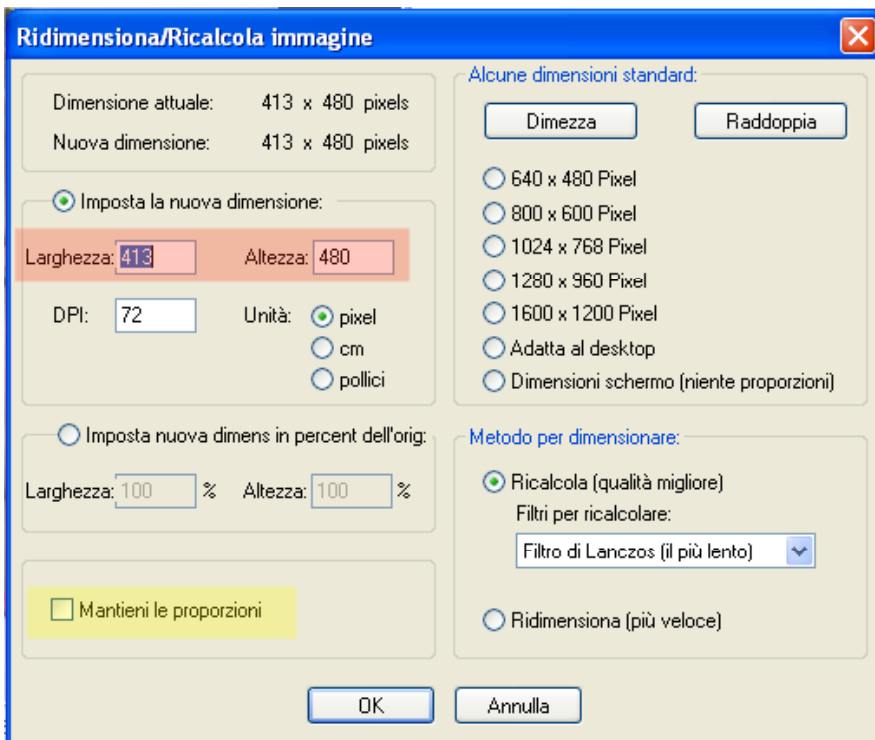 Ridimensiona/Ricalcola immagine
Dimensione attuale: 413 x 480 pixels
Nuova dimensione: 413 x 480 pixels
Imposta la nuova dimensione:
Larghezza: 413 Altezza: 480
DPI: 72 Unità: pixel
cm
pollici
Imposta nuova dimens in percent dell'orig:
Larghezza: 100 % Altezza: 100 %
Mantieni le proporzioni
Alcune dimensioni standard:
Dimezza Raddoppia
640 x 480 Pixel
800 x 600 Pixel
1024 x 768 Pixel
1280 x 960 Pixel
1600 x 1200 Pixel
Adatta al desktop
Dimensioni schermo (niente proporzioni)
Metodo per dimensionare:
Ricalcola (qualità migliore)
Filtri per ricalcolare:
Filtro di Lanczos (il più lento)
Ridimensiona (più veloce)
OK Annulla